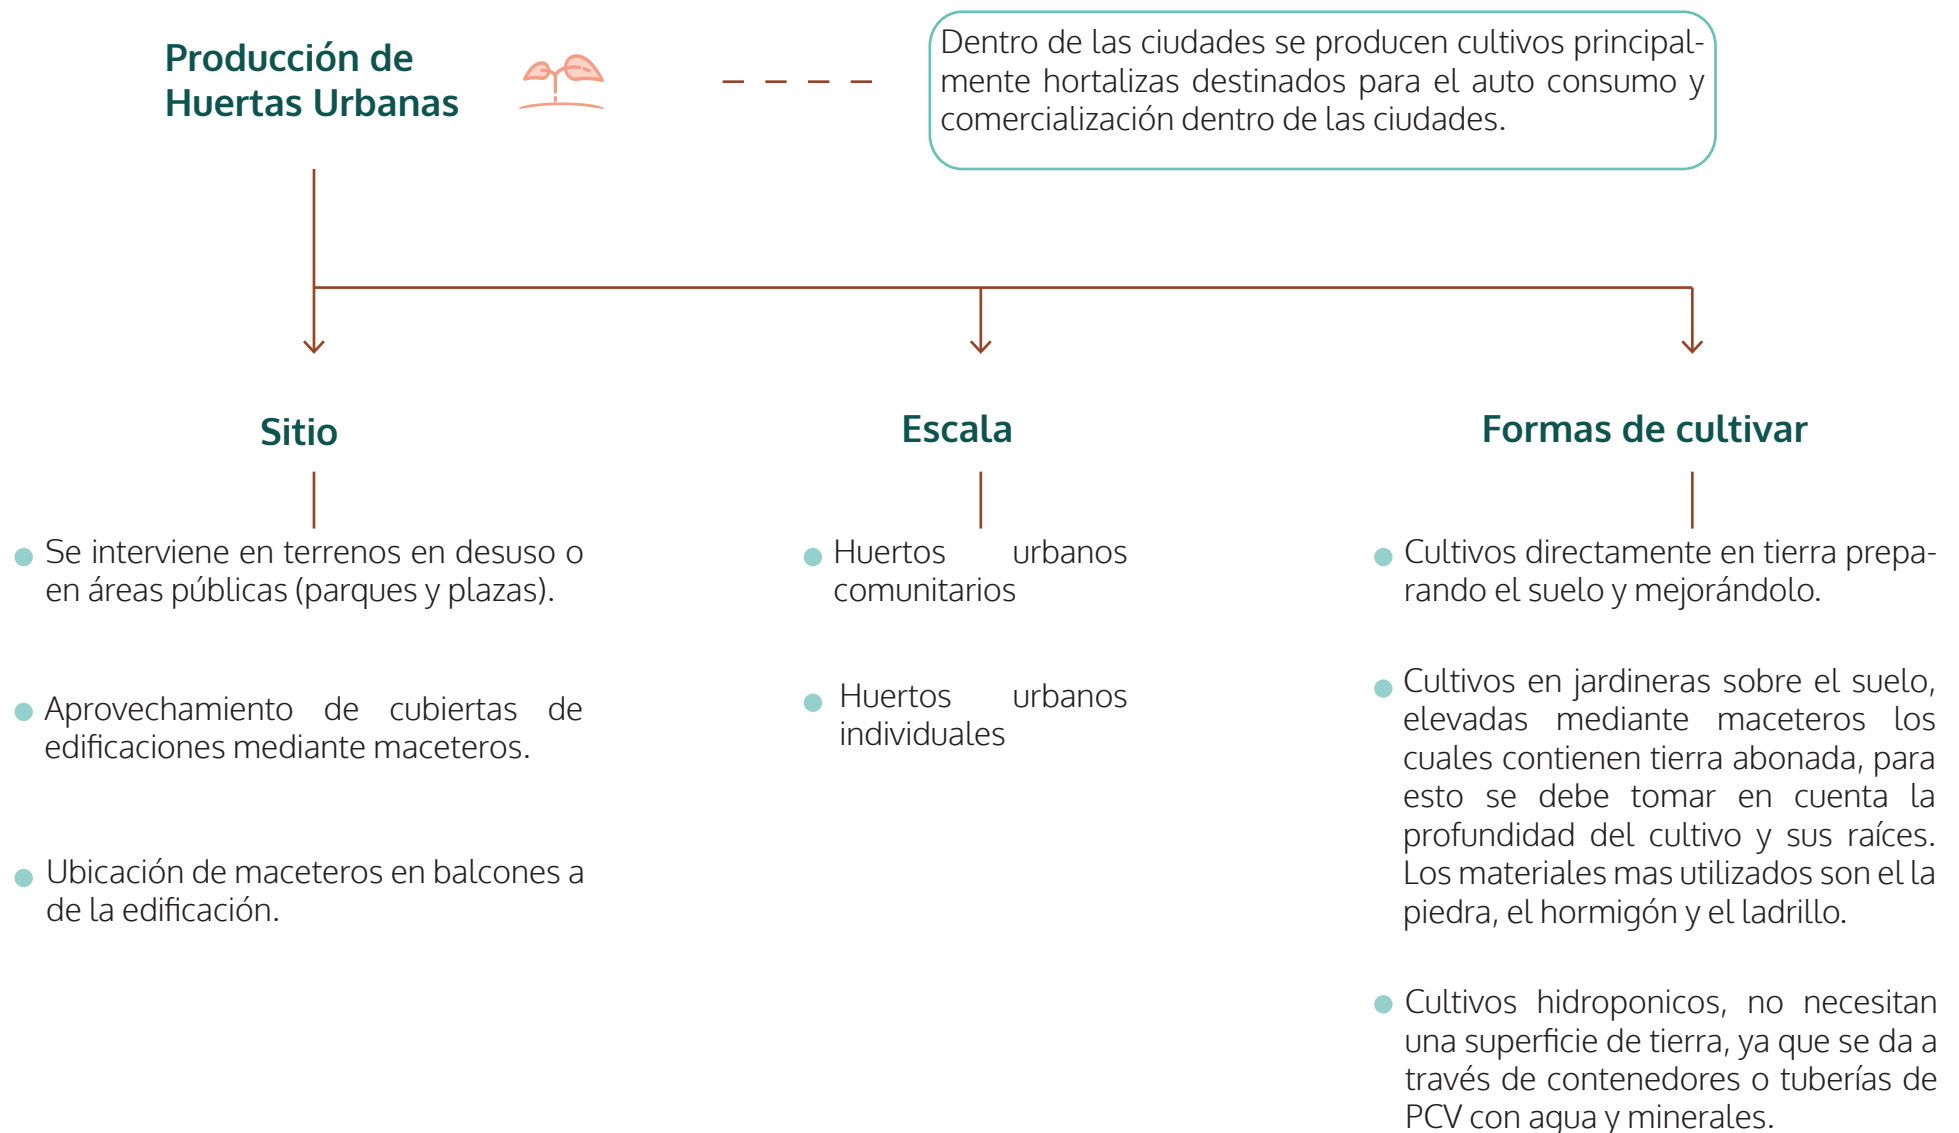 Producción de
Huertas Urbanas
Dentro de las ciudades se producen cultivos principal-
mente hortalizas destinados para el auto consumo y
comercialización dentro de las ciudades.
Sitio
Se interviene en terrenos en desuso o
en áreas públicas (parques y plazas).
Aprovechamiento de cubiertas de
edificaciones mediante maceteros.
Ubicación de maceteros en balcones a
de la edificación.
Escala
Huertos urbanos
comunitarios
Huertos urbanos
individuales
Formas de cultivar
Cultivos directamente en tierra prepa-
rando el suelo y mejorándolo.
Cultivos en jardineras sobre el suelo,
elevadas mediante maceteros los
cuales contienen tierra abonada, para
esto se debe tomar en cuenta la
profundidad del cultivo y sus raíces.
Los materiales mas utilizados son el la
piedra, el hormigón y el ladrillo.
Cultivos hidroponicos, no necesitan
una superficie de tierra, ya que se da a
través de contenedores o tuberías de
PCV con agua y minerales.